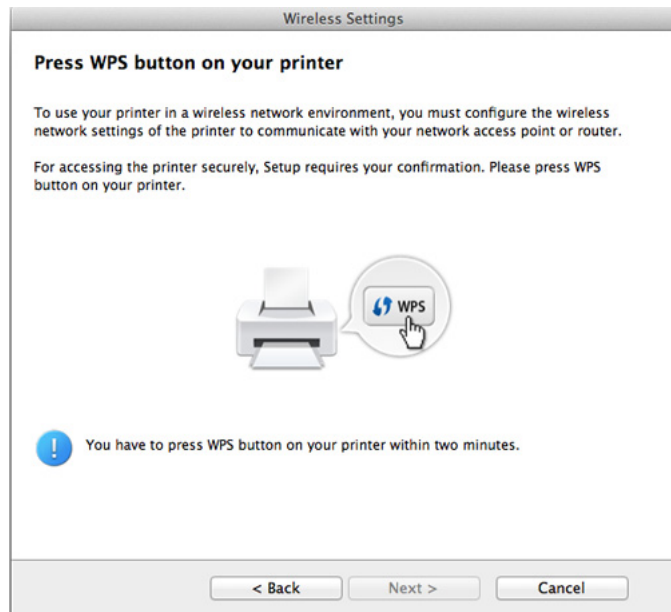 Wireless Settings
Press WPS button on your printer
To use your printer in a wireless network environment, you must configure the wireless
network settings of the printer to communicate with your network access point or router.
For accessing the printer securely, Setup requires your confirmation. Please press WPS
button on your printer.
WPS
! You have to press WPS button on your printer within two minutes.
< Back Next > Cancel